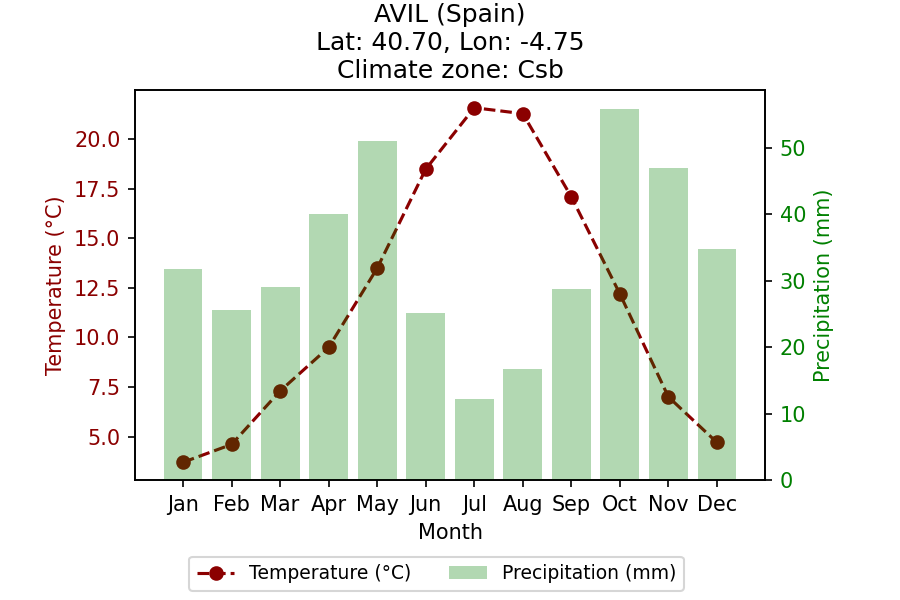 AVIL (Spain)
Lat: 40.70, Lon: -4.75
Climate zone: Csb
Temperature (°C)
20.0
17.5
15.0
12.5
10.0
7.5
5.0
Precipitation (mm)
50
40
30
20
10
0
Jan Feb Mar Apr May Jun Jul Aug Sep Oct Nov Dec
Month
Temperature (°C) Precipitation (mm)